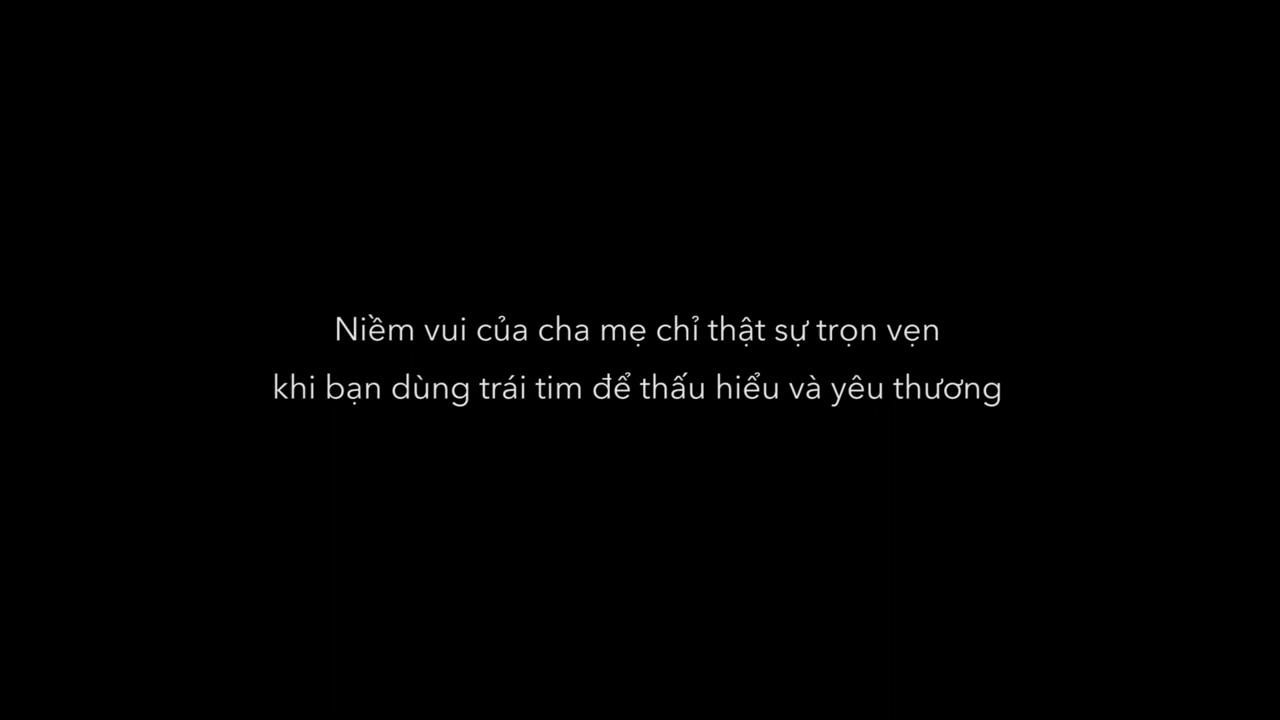 Niềm vui của cha mẹ chỉ thật sự trọn vẹn
khi bạn dùng trái tim để thấu hiểu và yêu thương